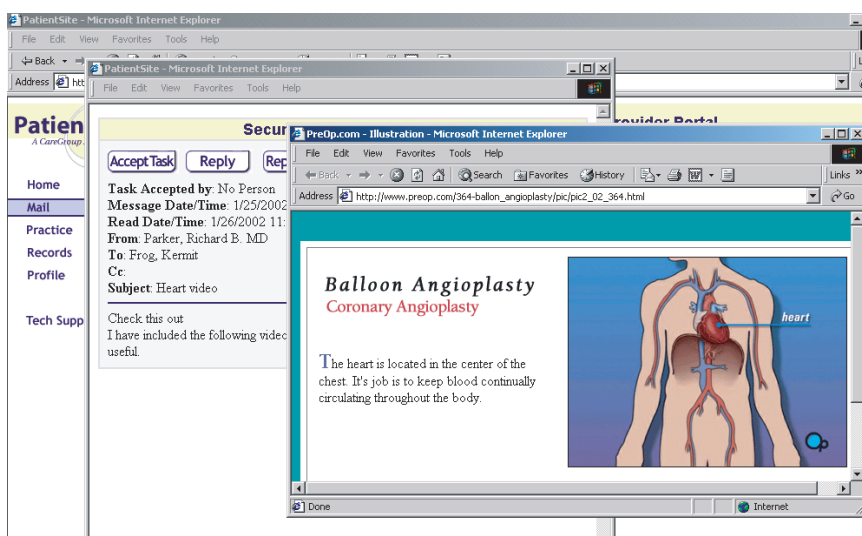 PatientSite - Microsoft Internet Explorer
File Edit View Favorites Tools Help
Back
Address
Patien
A CareGroup
Home
Mail
Practice
Records
Profile
Tech Supp
Provider Portal
PatientSite - Microsoft Internet Explorer
File Edit View Favorites Tools Help
Secur
Accept Task Reply Rep
Task Accepted by: No Person
Message Date/Time: 1/25/2002
Read Date/Time: 1/26/2002 11:
From: Parker, Richard B. MD
To: Frog, Kermit
Cc:
Subject: Heart video
Check this out
I have included the following video
useful.
PreOp.com - Illustration - Microsoft Internet Explorer
File Edit View Favorites Tools Help
Back Search Favorites History Links »
Address http://www.preop.com/364-ballon_angioplasty/pic/pic2_02_364.html Go
Balloon Angioplasty
Coronary Angioplasty
The heart is located in the center of the
chest. It's job is to keep blood continually
circulating throughout the body.
heart
Op
Done Internet